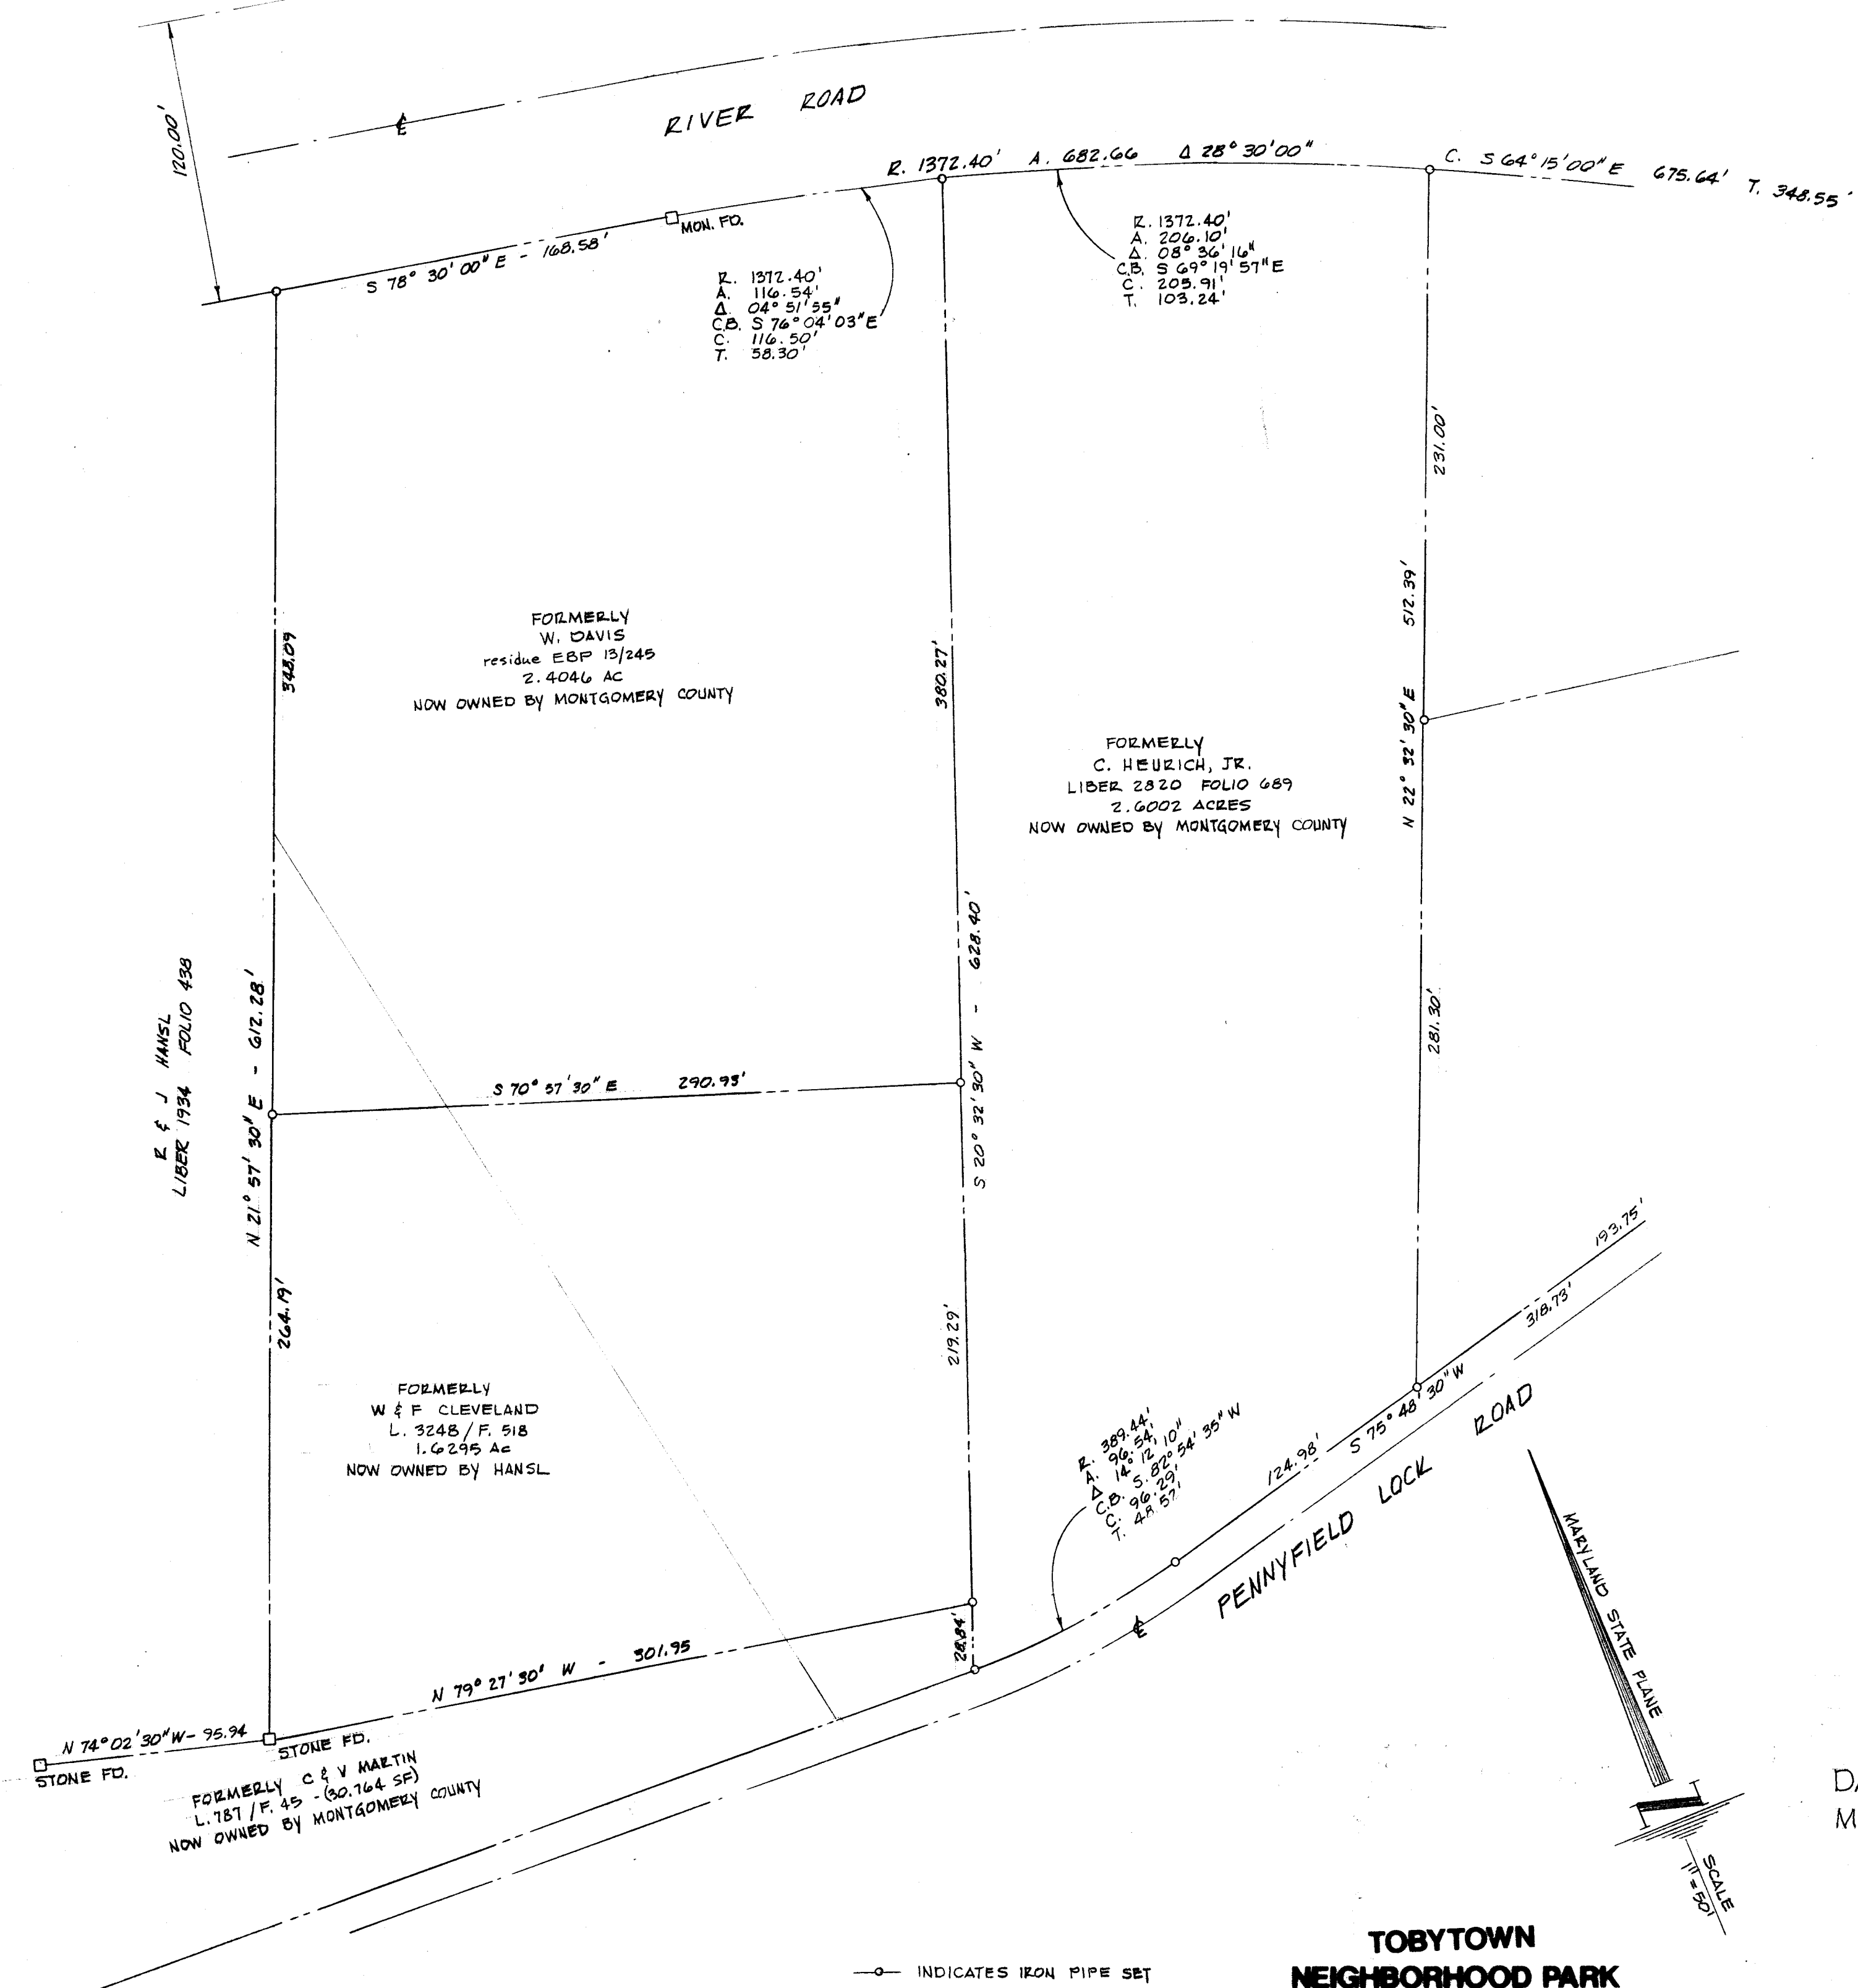 120.00'
RIVER ROAD
R. 1372.40' A. 682.66 Δ 28° 30' 00"
C. S 64° 15' 00" E 675.64' T. 348.55'
S 78° 30' 00" E - 168.58'
MON. FD.
R. 1372.40'
A. 116.54'
Δ. 04° 51' 55"
C.B. S 76° 04' 03" E
C. 116.50'
T. 58.30'
R. 1372.40'
A. 206.10'
Δ. 08° 36' 16"
C.B. S 69° 19' 57" E
C. 205.91'
T. 103.24'
348.09
FORMERLY
W. DAVIS
residue EBP 13/245
2.4046 AC
NOW OWNED BY MONTGOMERY COUNTY
380.27'
FORMERLY
C. HEURICH, JR.
LIBER 2820 FOLIO 689
2.6002 ACRES
NOW OWNED BY MONTGOMERY COUNTY
231.00'
N 22° 32' 30" E 512.39'
281.30'
R & J HANSL
LIBER 1934 FOLIO 438
N 21° 57' 30" E - 612.28'
S 70° 57' 30" E 290.93'
S 20° 32' 30" W - 628.40'
264.19'
219.29'
FORMERLY
W & F CLEVELAND
L. 3248 / F. 518
1.6295 Ac
NOW OWNED BY HANSL
193.75'
318.73'
S 75° 48' 30" W
124.98'
R. 389.44'
A. 96.54'
Δ 14° 12' 10"
C.B. S. 82° 54' 35" W
C. 96.29'
T. 48.57'
PENNYFIELD LOCK ROAD
28.84'
N 79° 27' 30" W - 301.95
N 74° 02' 30" W - 95.94
STONE FD.
STONE FD.
FORMERLY C & V MARTIN
L. 787 / F. 45 - (30.764 SF)
NOW OWNED BY MONTGOMERY COUNTY
MARYLAND STATE PLANE
SCALE
1" = 50'
INDICATES IRON PIPE SET
TOBYTOWN
NEIGHBORHOOD PARK